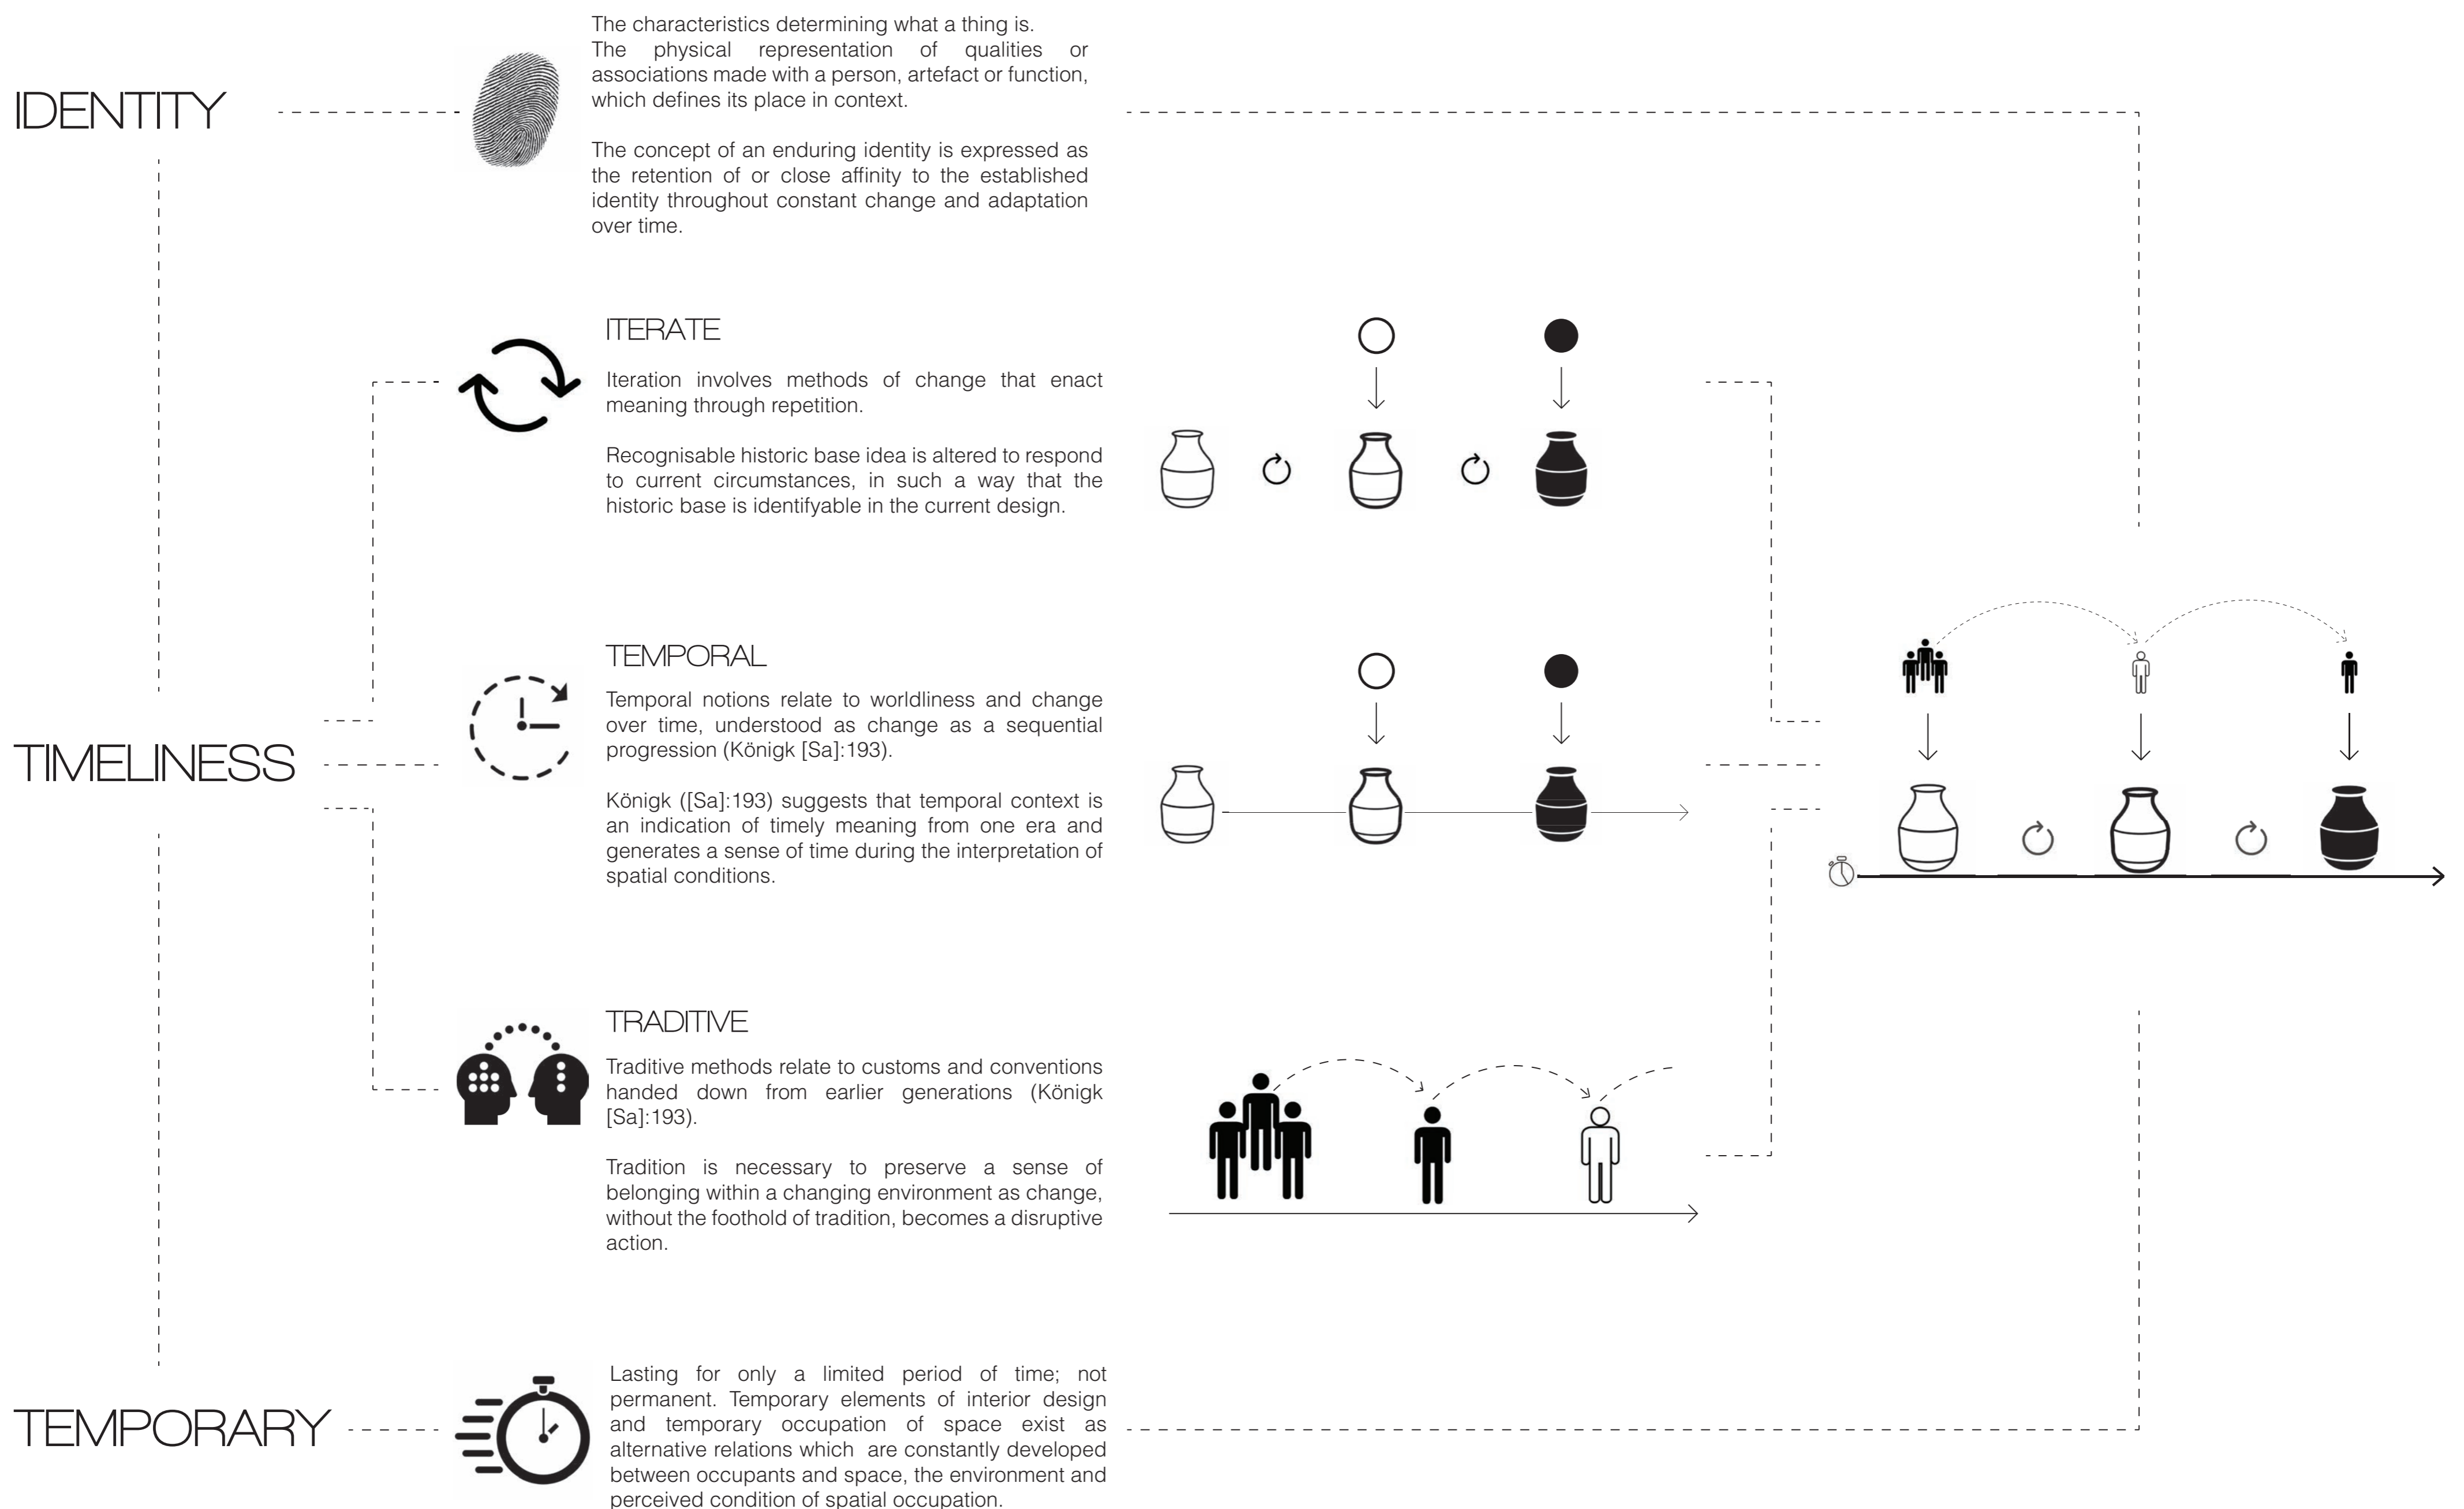 IDENTITY
The characteristics determining what a thing is.
The physical representation of qualities or
associations made with a person, artefact or function,
which defines its place in context.
The concept of an enduring identity is expressed as
the retention of or close affinity to the established
identity throughout constant change and adaptation
over time.
TIMELINESS
ITERATE
Iteration involves methods of change that enact
meaning through repetition.
Recognisable historic base idea is altered to respond
to current circumstances, in such a way that the
historic base is identifyable in the current design.
TEMPORAL
Temporal notions relate to worldliness and change
over time, understood as change as a sequential
progression (Königk [Sa]:193).
Königk ([Sa]:193) suggests that temporal context is
an indication of timely meaning from one era and
generates a sense of time during the interpretation of
spatial conditions.
TRADITIVE
Traditive methods relate to customs and conventions
handed down from earlier generations (Königk
[Sa]:193).
Tradition is necessary to preserve a sense of
belonging within a changing environment as change,
without the foothold of tradition, becomes a disruptive
action.
TEMPORARY
Lasting for only a limited period of time; not
permanent. Temporary elements of interior design
and temporary occupation of space exist as
alternative relations which are constantly developed
between occupants and space, the environment and
perceived condition of spatial occupation.